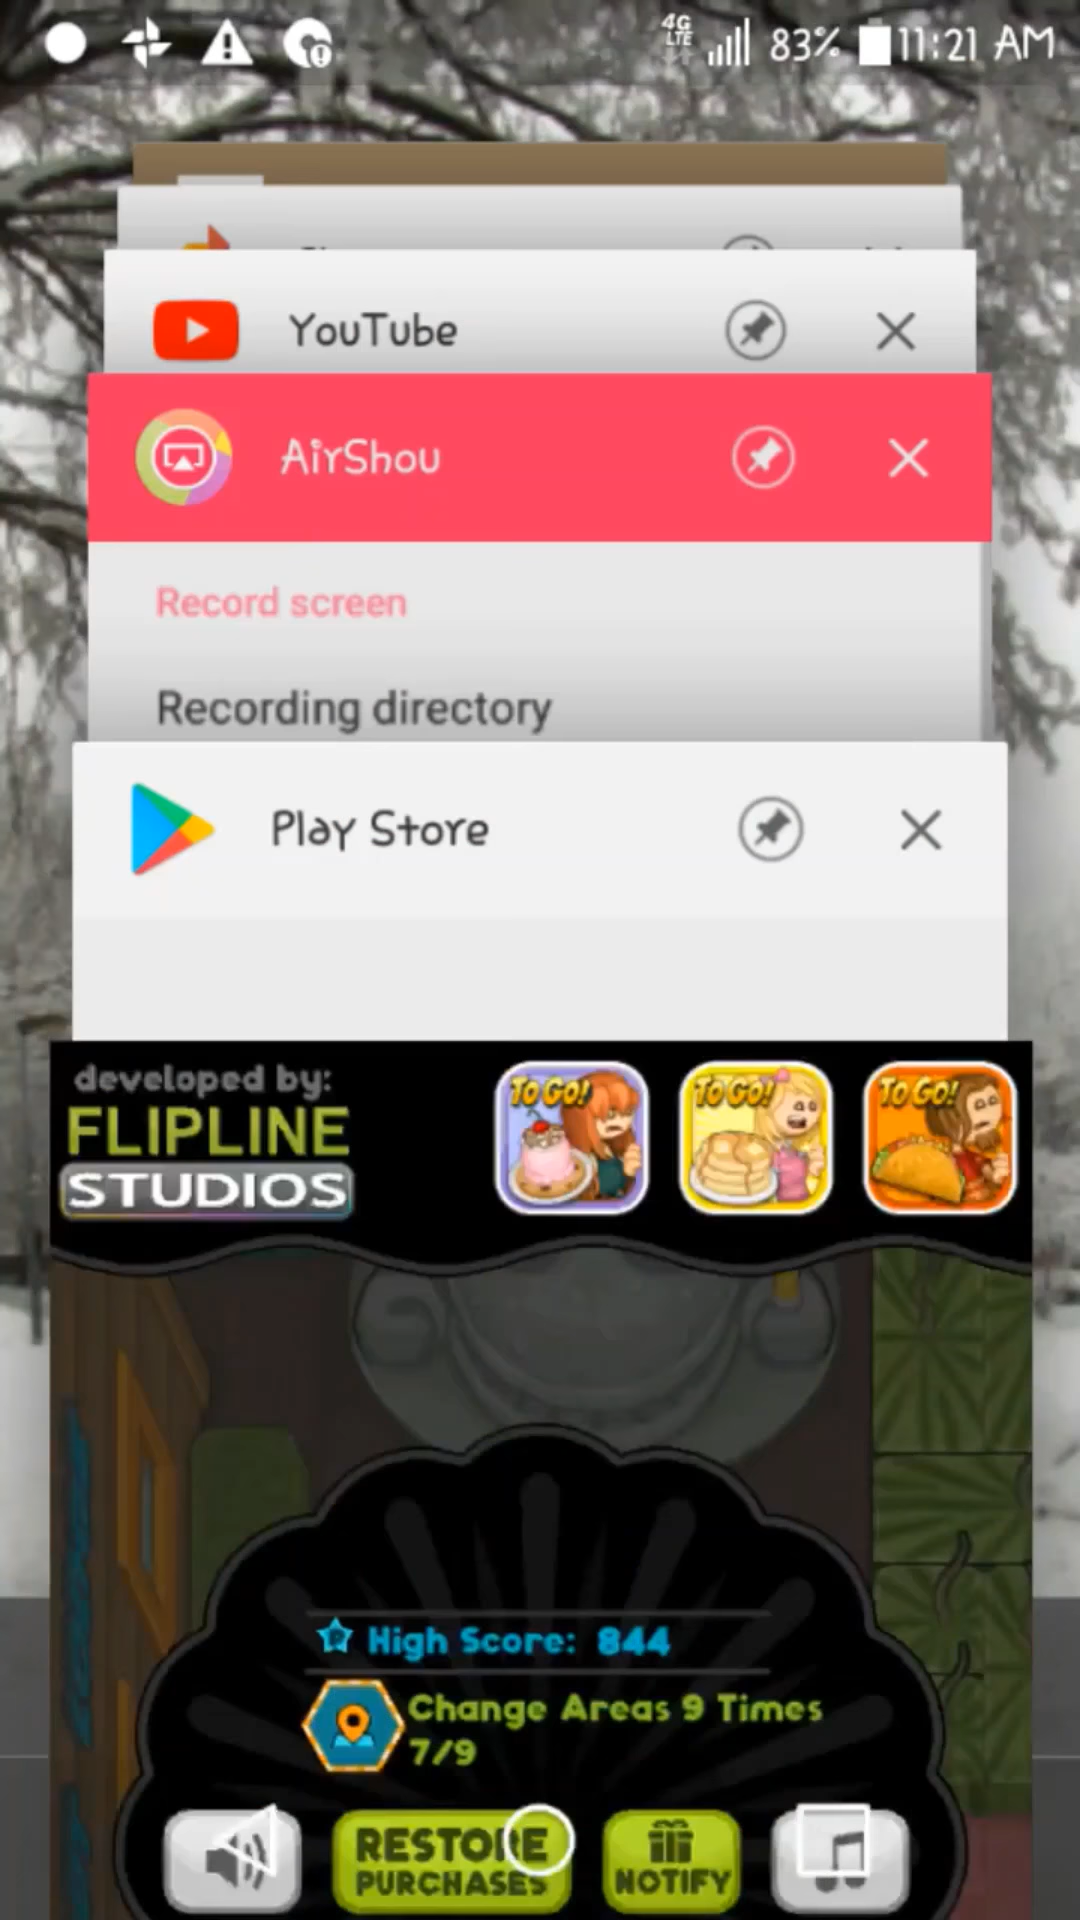 4G LTE 83% 11:21 AM
YouTube
AirShou
Record screen
Recording directory
Play Store
developed by:
FLIPLINE
STUDIOS
TO GO!
TO GO!
TO GO!
High Score: 844
Change Areas 9 Times
7/9
RESTORE
PURCHASES
NOTIFY